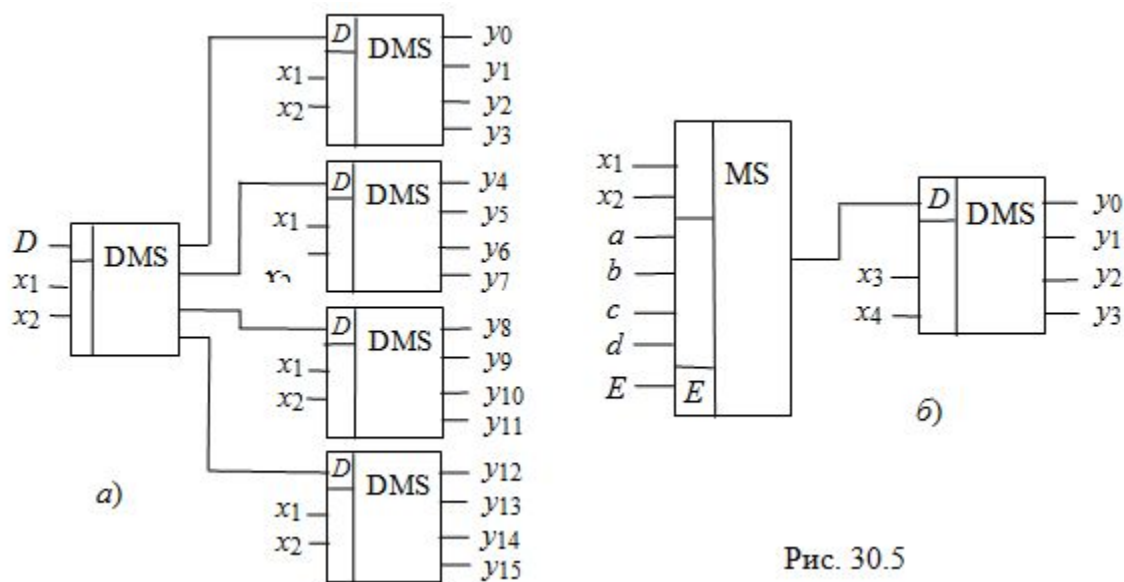 D
DMS
x1
x2
y0
y1
y2
y3
D
DMS
x1
y4
y5
y6
y7
D
DMS
x1
x2
D
DMS
x1
x2
y8
y9
y10
y11
D
DMS
x1
x2
y12
y13
y14
y15
а)
x1
x2
a
b
c
d
E
E
MS
D
DMS
x3
x4
y0
y1
y2
y3
б)
Рис. 30.5